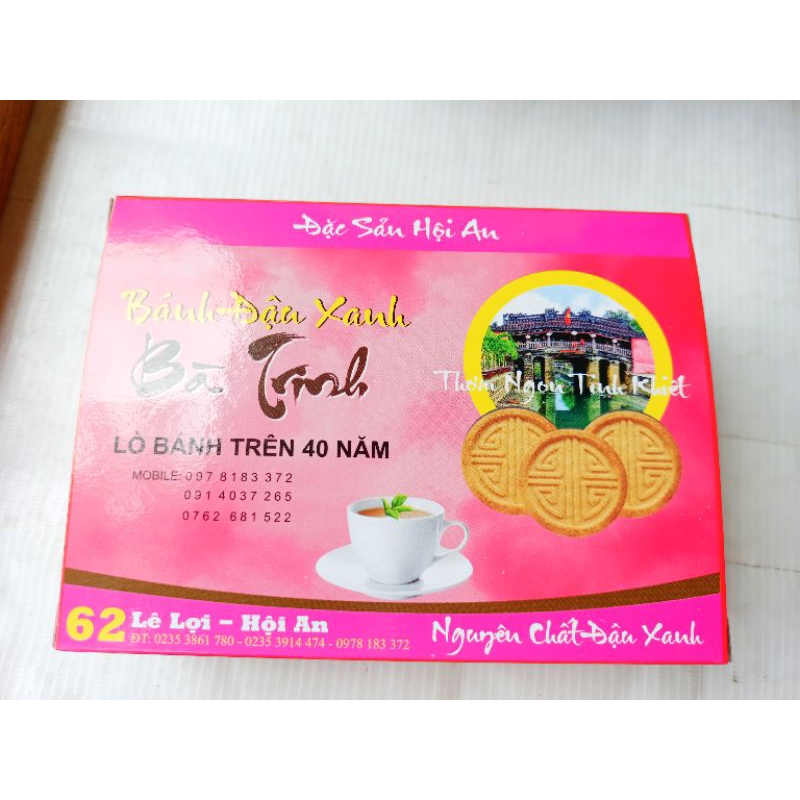 Đặc Sản Hội An
Bánh Đậu Xanh
Bà Trinh
Thơm Ngon Tinh Khiết
LÒ BÁNH TRÊN 40 NĂM
MOBILE: 097 8183 372
091 4037 265
0762 681 522
62 Lê Lợi – Hội An
ĐT: 0235 3861 780 - 0235 3914 474 - 0978 183 372
Nguyên Chất Đậu Xanh